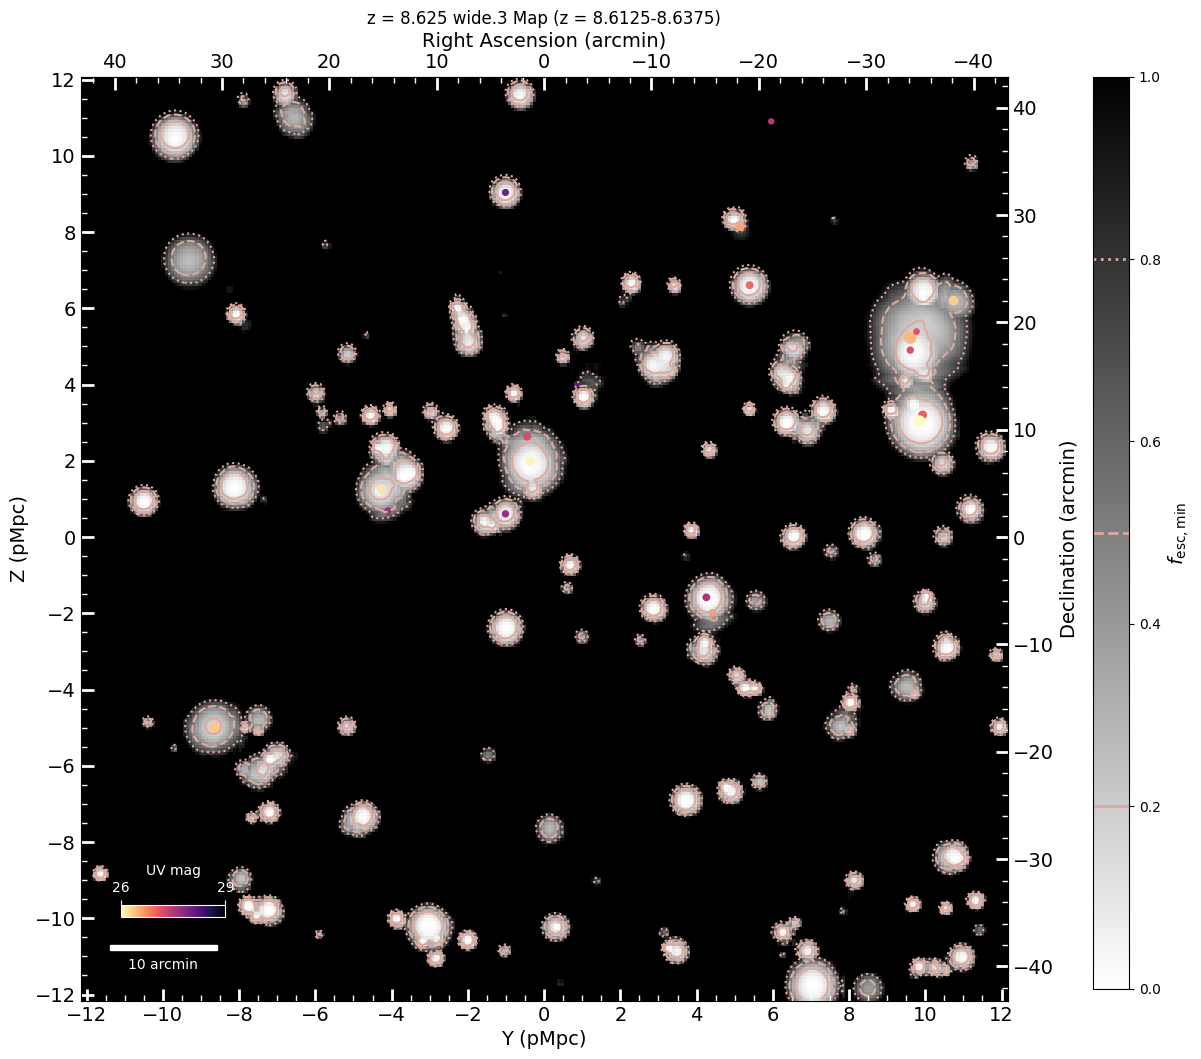 z = 8.625 wide.3 Map (z = 8.6125-8.6375)
Right Ascension (arcmin)
40 30 20 10 0 −10 −20 −30 −40
12
10
8
6
4
2
0
−2
−4
−6
−8
−10
−12
Z (pMpc)
UV mag
26 29
10 arcmin
−12 −10 −8 −6 −4 −2 0 2 4 6 8 10 12
Y (pMpc)
40
30
20
10
0
−10
−20
−30
−40
Declination (arcmin)
1.0
0.8
0.6
0.4
0.2
0.0
fesc, min